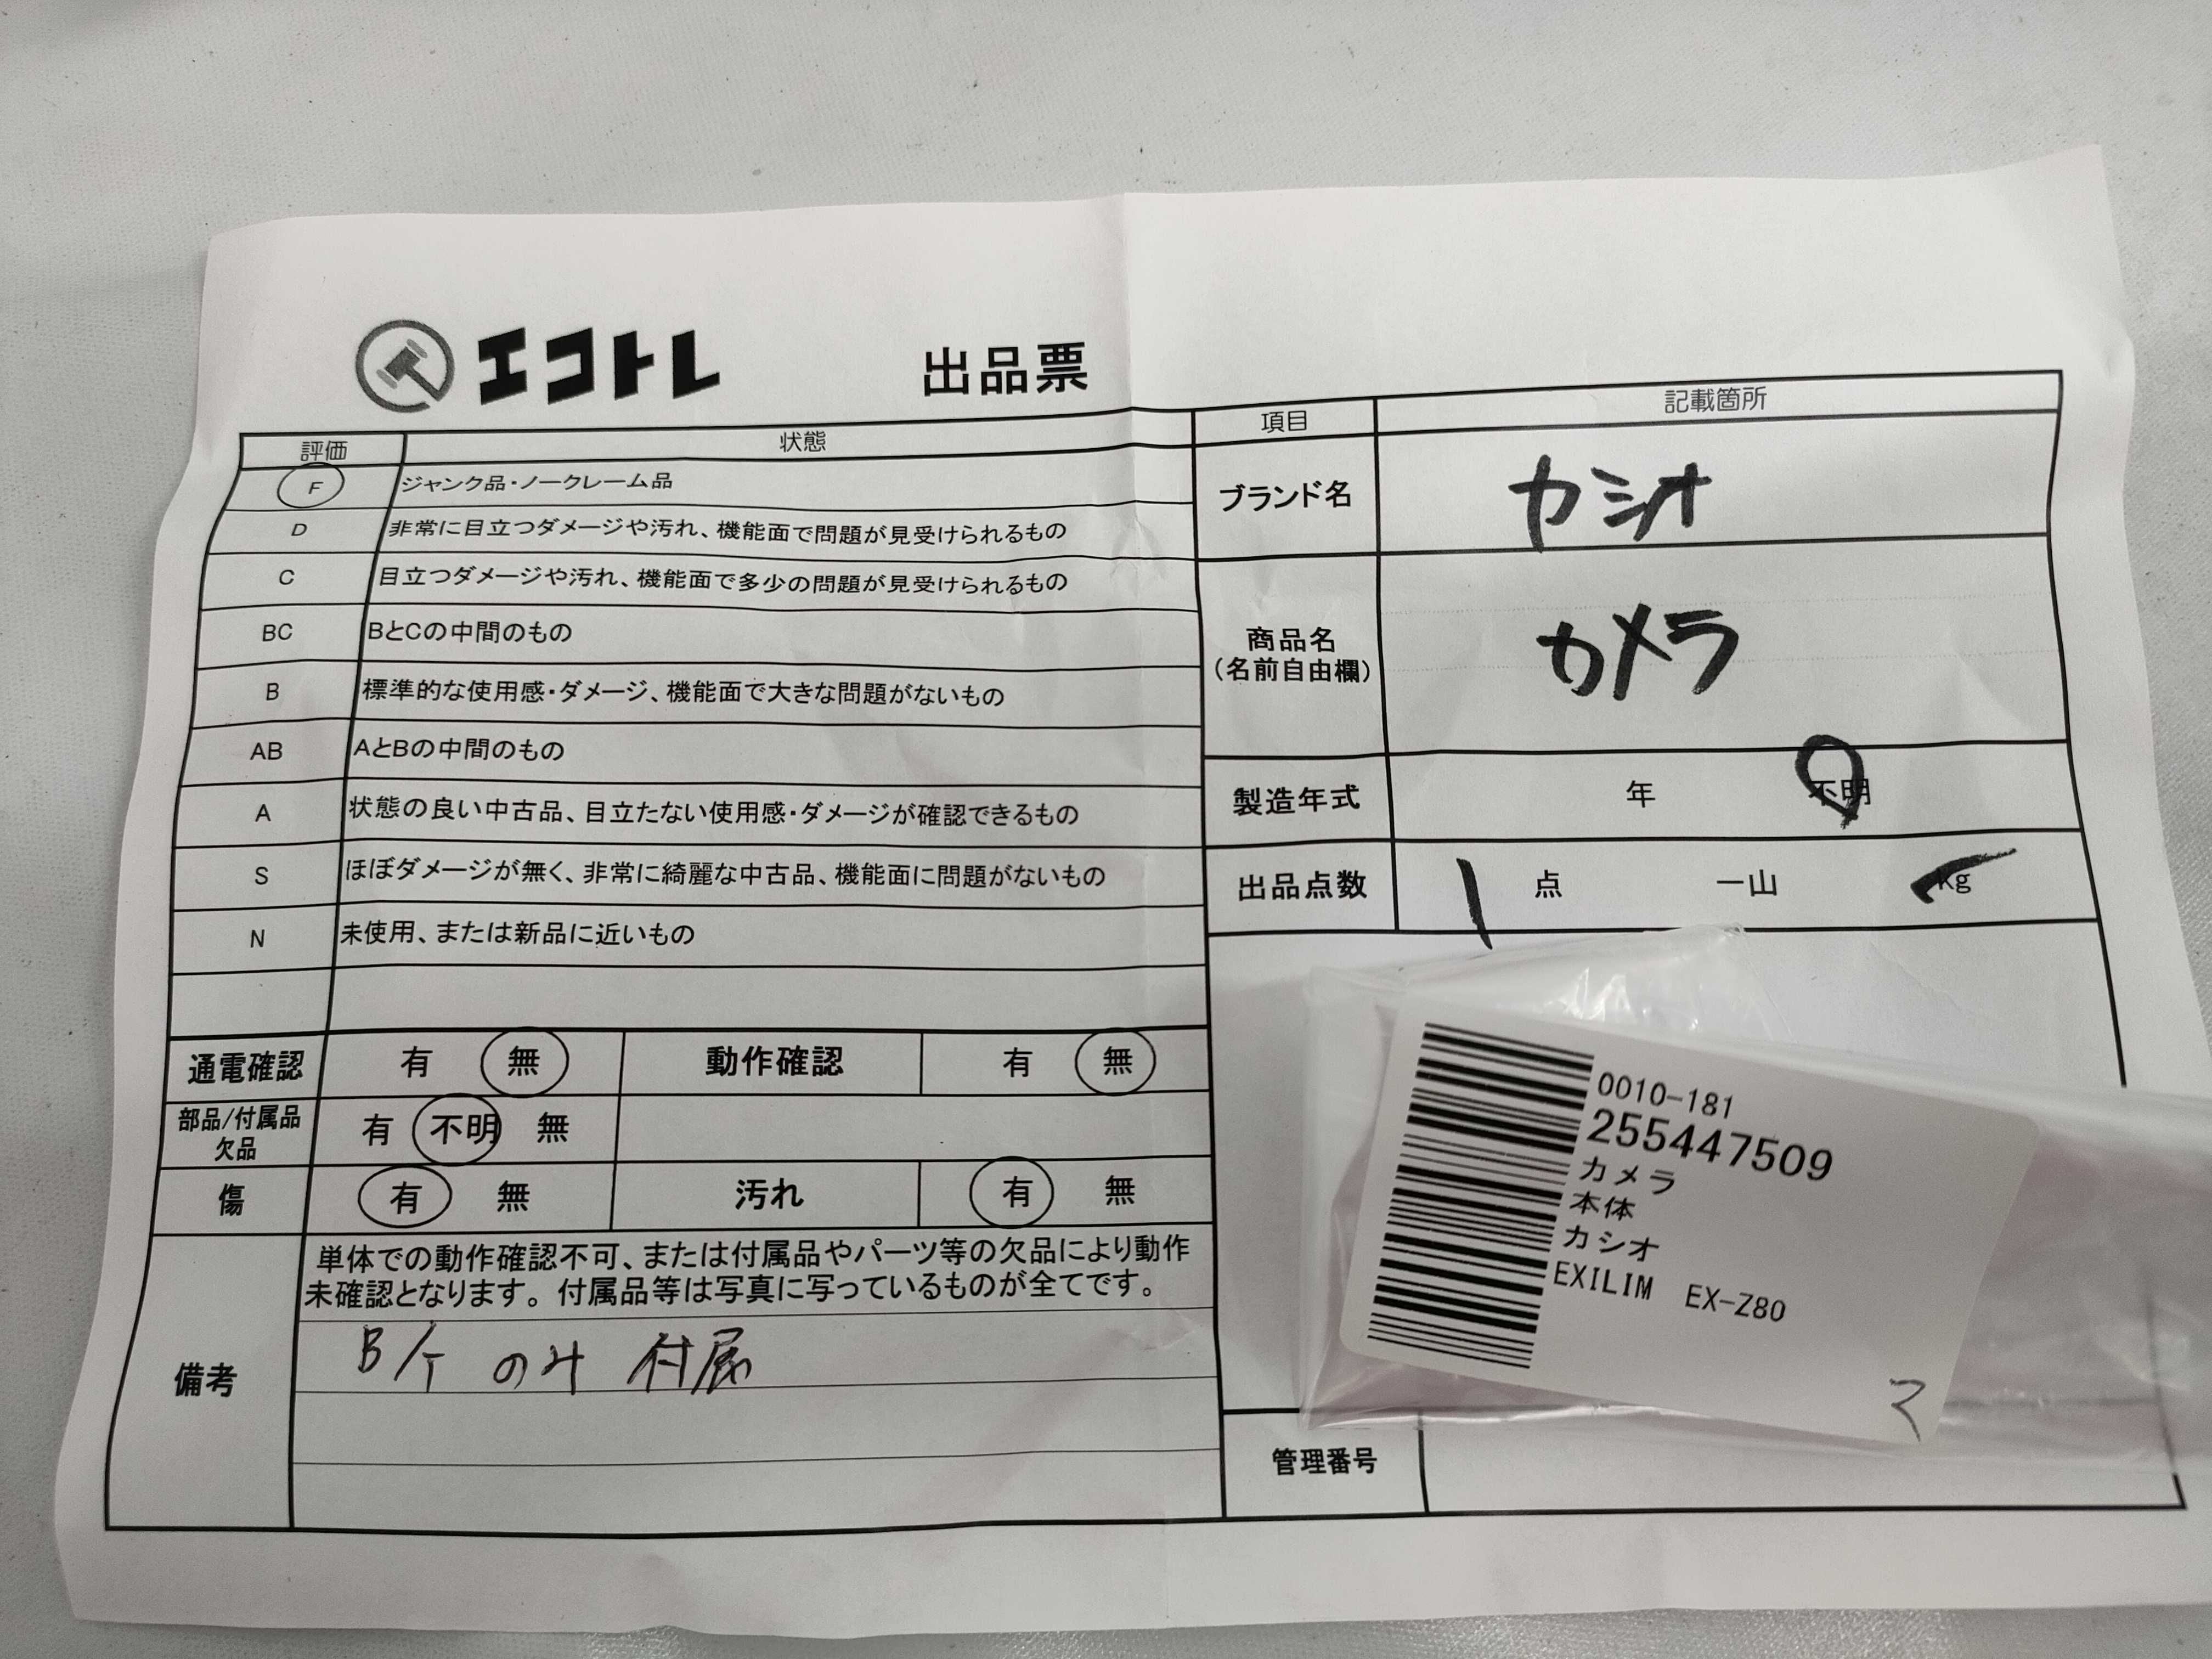 エコトレ 出品票
評価 状態
F ジャンク品・ノークレーム品
D 非常に目立つダメージや汚れ、機能面で問題が見受けられるもの
C 目立つダメージや汚れ、機能面で多少の問題が見受けられるもの
BC BとCの中間のもの
B 標準的な使用感・ダメージ、機能面で大きな問題がないもの
AB AとBの中間のもの
A 状態の良い中古品、目立たない使用感・ダメージが確認できるもの
S ほぼダメージが無く、非常に綺麗な中古品、機能面に問題がないもの
N 未使用、または新品に近いもの
通電確認 有 無 動作確認 有 無
部品/付属品
欠品
有 不明 無
傷 有 無 汚れ 有 無
備考
単体での動作確認不可、または付属品やパーツ等の欠品により動作
未確認となります。付属品等は写真に写っているものが全てです。
B/T のみ 付属
項目 記載箇所
ブランド名 カシオ
商品名
(名前自由欄)
カメラ
製造年式 年 不明
出品点数 1 点 一山 kg
0010-181
255447509
カメラ
本体
カシオ
EXILIM EX-Z80
管理番号